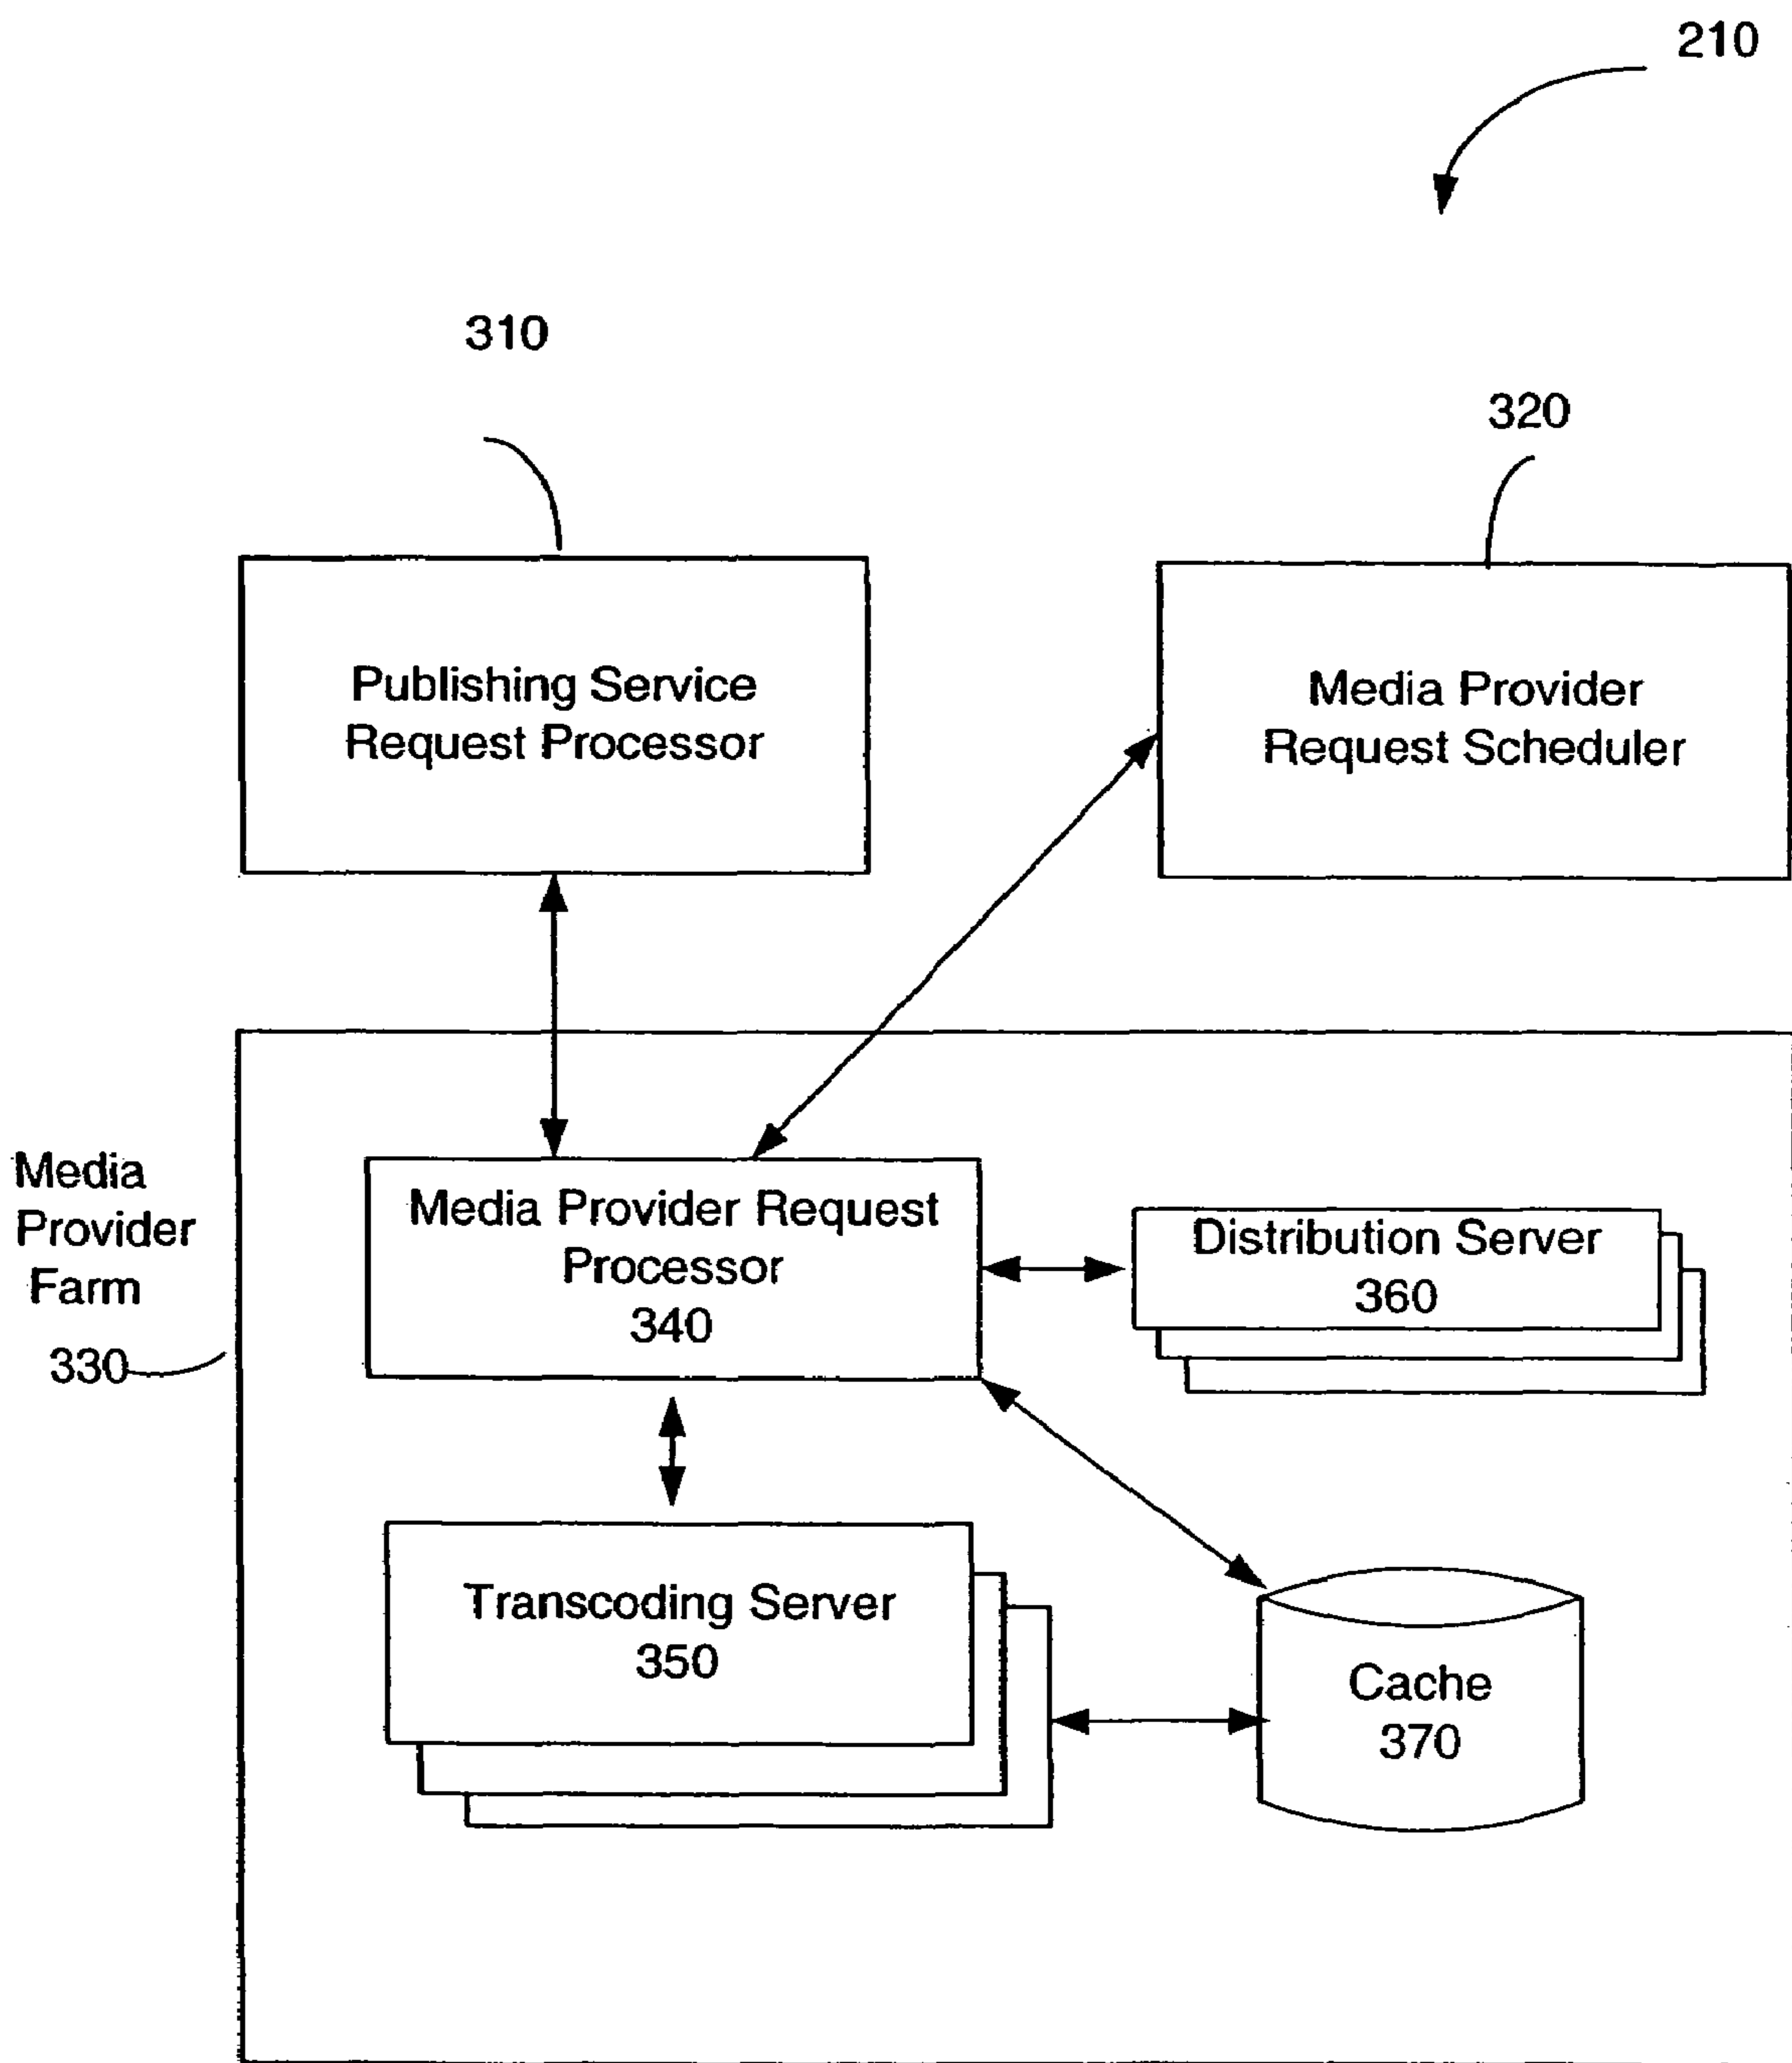 210
310
320
Publishing Service
Request Processor
Media Provider
Request Scheduler
Media
Provider
Farm
330
Media Provider Request
Processor
340
Distribution Server
360
Transcoding Server
350
Cache
370